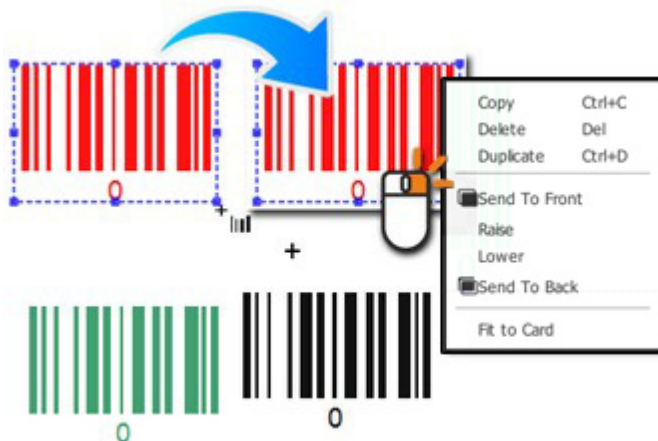 0
0
Copy Ctrl+C
Delete Del
Duplicate Ctrl+D
Send To Front
Raise
Lower
Send To Back
Fit to Card
0
0